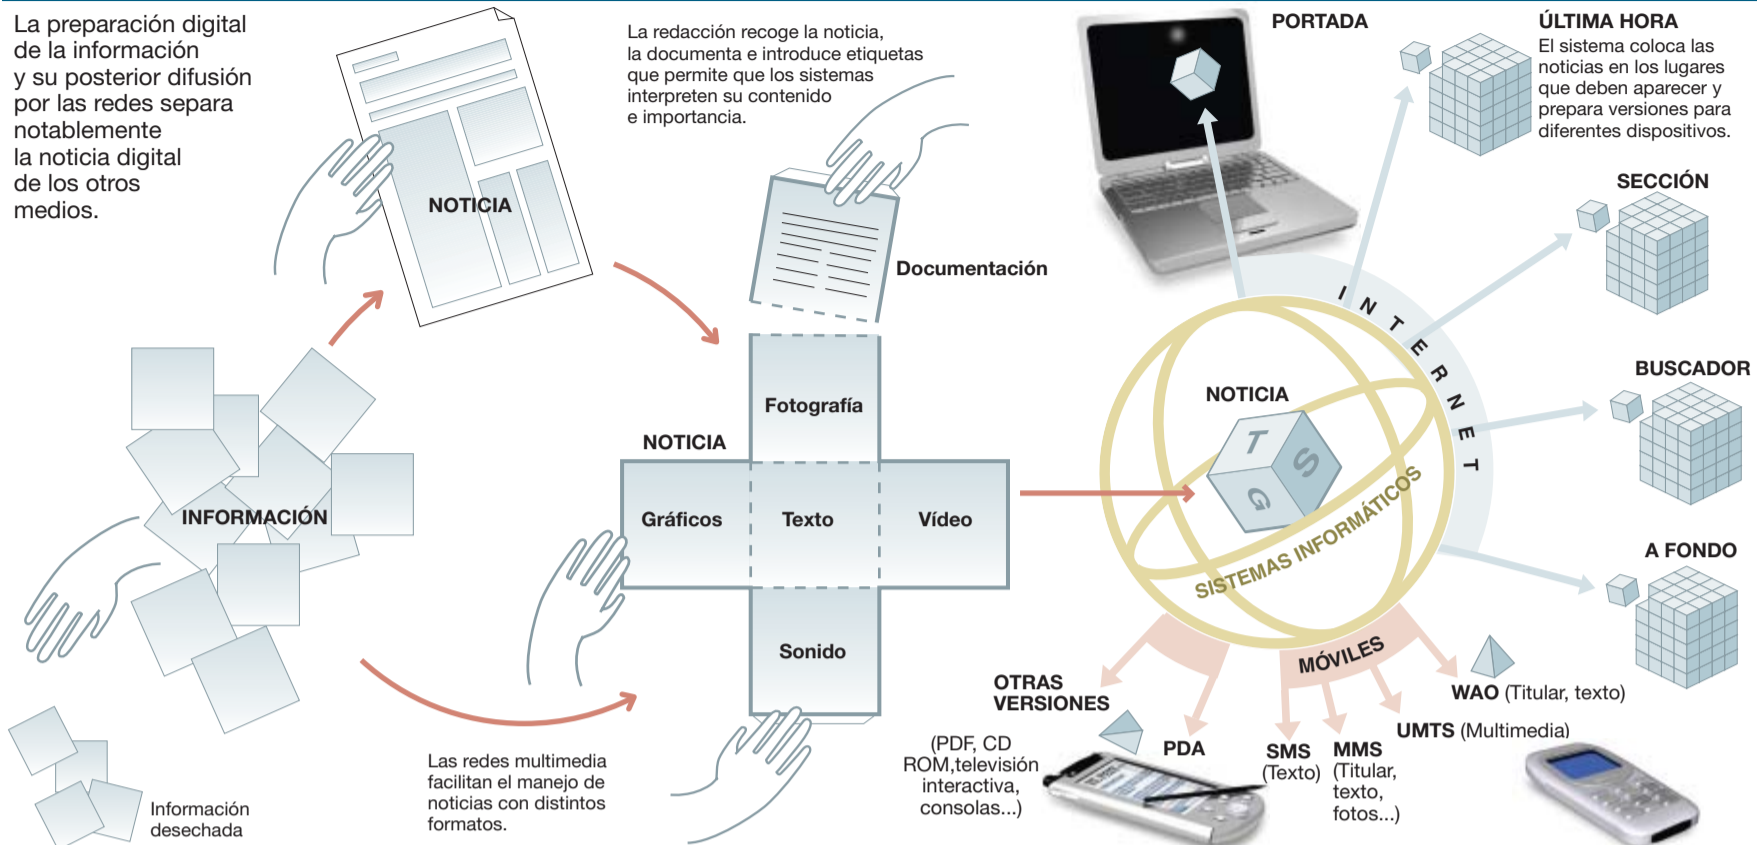 La preparación digital
de la información
y su posterior difusión
por las redes separa
notablemente
la noticia digital
de los otros
medios.
NOTICIA
La redacción recoge la noticia,
la documenta e introduce etiquetas
que permite que los sistemas
interpreten su contenido
e importancia.
Documentación
INFORMACIÓN
Información
desechada
Las redes multimedia
facilitan el manejo de
noticias con distintos
formatos.
NOTICIA
Fotografía
Gráficos
Texto
Vídeo
Sonido
NOTICIA
T
S
G
SISTEMAS INFORMÁTICOS
INTERNET
PORTADA
ÚLTIMA HORA
El sistema coloca las
noticias en los lugares
que deben aparecer y
prepara versiones para
diferentes dispositivos.
SECCIÓN
BUSCADOR
A FONDO
MÓVILES
OTRAS
VERSIONES
(PDF, CD
ROM,televisión
interactiva,
consolas...)
PDA
SMS
(Texto)
MMS
(Titular,
texto,
fotos...)
UMTS (Multimedia)
WAO (Titular, texto)